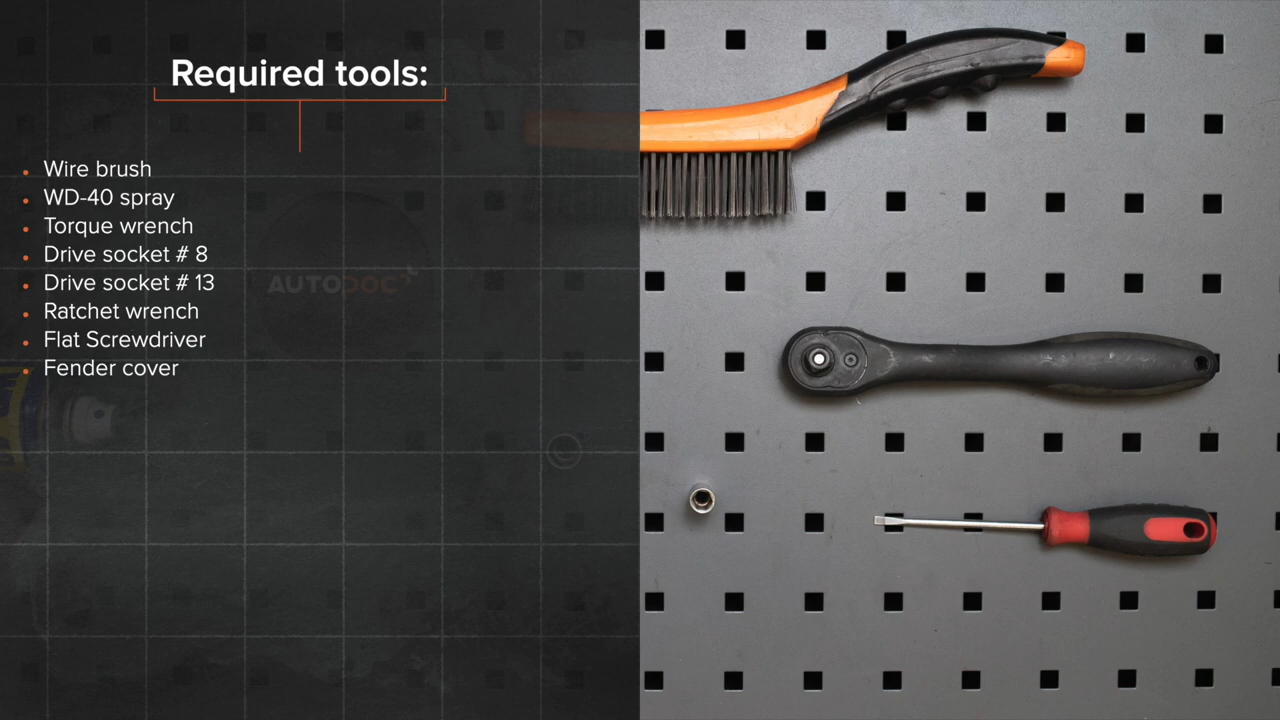 Required tools:
Wire brush
WD-40 spray
Torque wrench
Drive socket # 8
Drive socket # 13
Ratchet wrench
Flat Screwdriver
Fender cover
AUTODOC